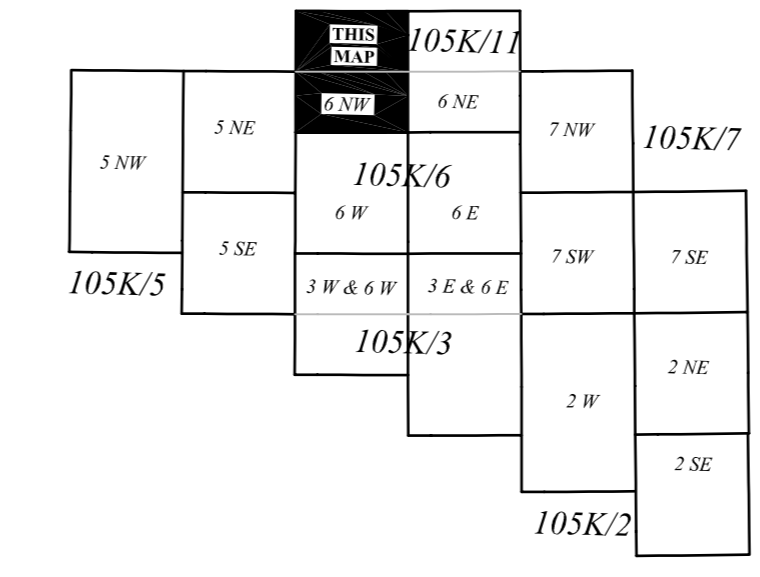 THIS
MAP
105K/11
6 NW
6 NE
5 NE
7 NW
105K/7
5 NW
105K/6
6 W
6 E
5 SE
7 SW
7 SE
105K/5
3 W & 6 W
3 E & 6 E
105K/3
2 NE
2 W
2 SE
105K/2